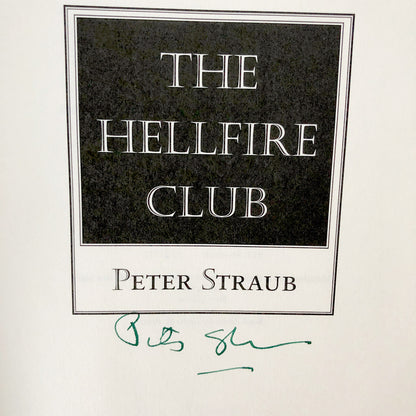 THE
HELLFIRE
CLUB
PETER STRAUB